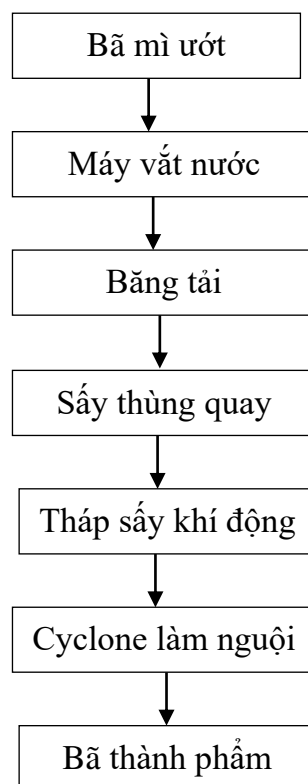 Bã mì ướt
Máy vắt nước
Băng tải
Sấy thùng quay
Tháp sấy khí động
Cyclone làm nguội
Bã thành phẩm